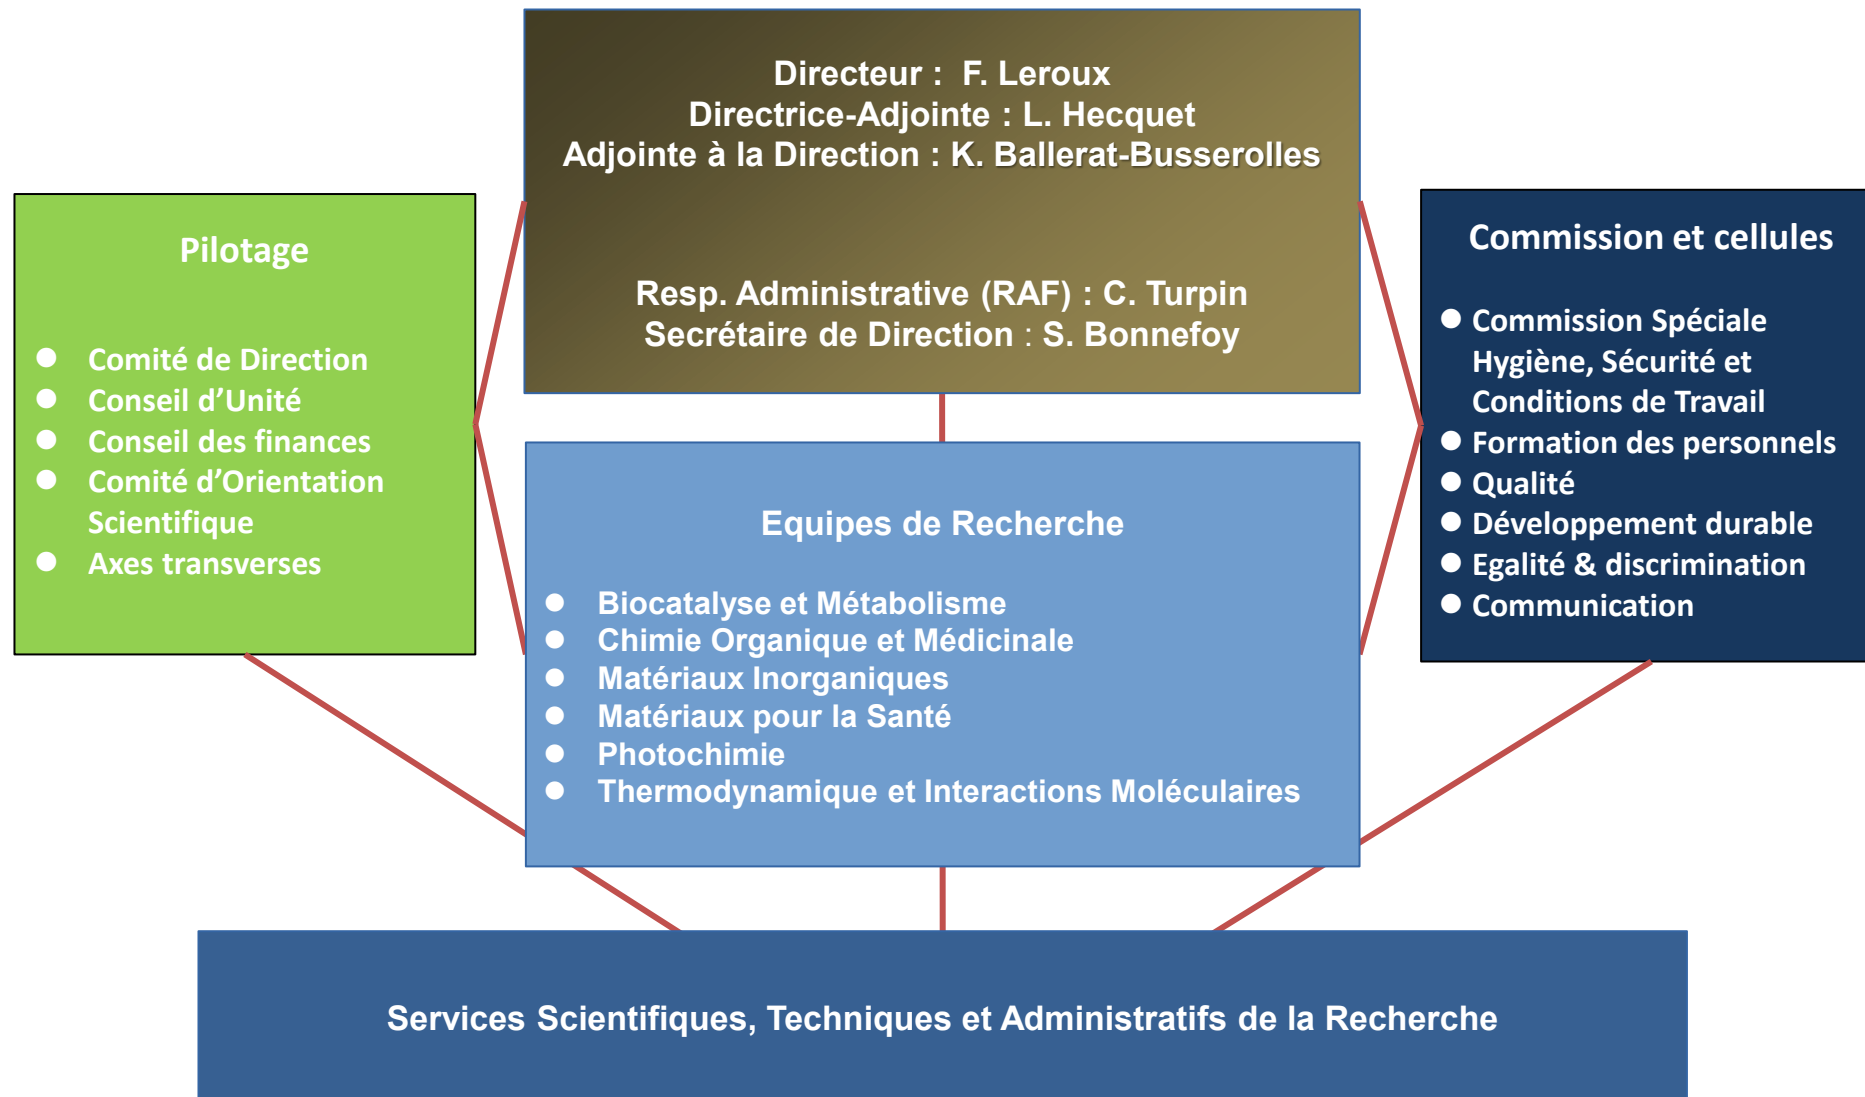 Directeur :  F. Leroux
Directrice-Adjointe : L. Hecquet
Adjointe à la Direction : K. Ballerat-Busserolles
Resp. Administrative (RAF) : C. Turpin
Secrétaire de Direction : S. Bonnefoy
Pilotage
● Comité de Direction
● Conseil d’Unité
● Conseil des finances
● Comité d’Orientation
Scientifique
● Axes transverses
Commission et cellules
● Commission Spéciale
Hygiène, Sécurité et
Conditions de Travail
● Formation des personnels
● Qualité
● Développement durable
● Egalité & discrimination
● Communication
Equipes de Recherche
● Biocatalyse et Métabolisme
● Chimie Organique et Médicinale
● Matériaux Inorganiques
● Matériaux pour la Santé
● Photochimie
● Thermodynamique et Interactions Moléculaires
Services Scientifiques, Techniques et Administratifs de la Recherche